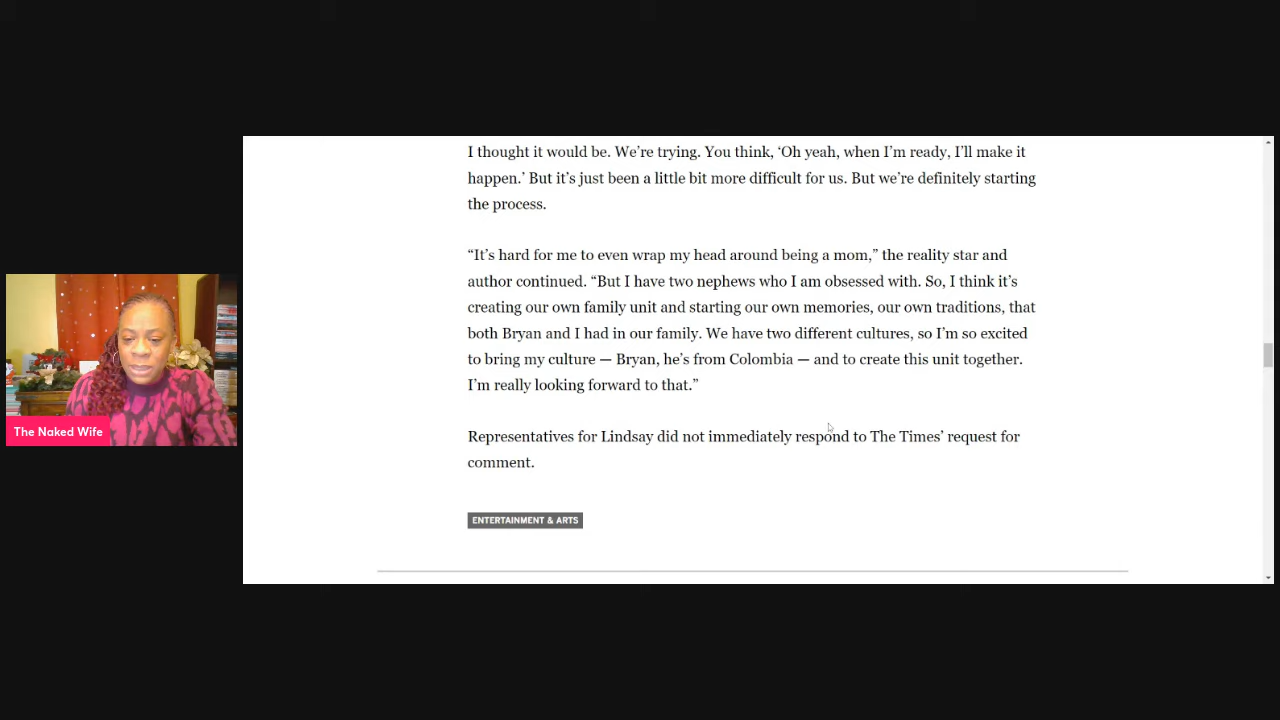 I thought it would be. We’re trying. You think, ‘Oh yeah, when I’m ready, I’ll make it
happen.’ But it’s just been a little bit more difficult for us. But we’re definitely starting
the process.
“It’s hard for me to even wrap my head around being a mom,” the reality star and
author continued. “But I have two nephews who I am obsessed with. So, I think it’s
creating our own family unit and starting our own memories, our own traditions, that
both Bryan and I had in our family. We have two different cultures, so I’m so excited
to bring my culture — Bryan, he’s from Colombia — and to create this unit together.
I’m really looking forward to that.”
Representatives for Lindsay did not immediately respond to The Times’ request for
comment.
ENTERTAINMENT & ARTS
The Naked Wife